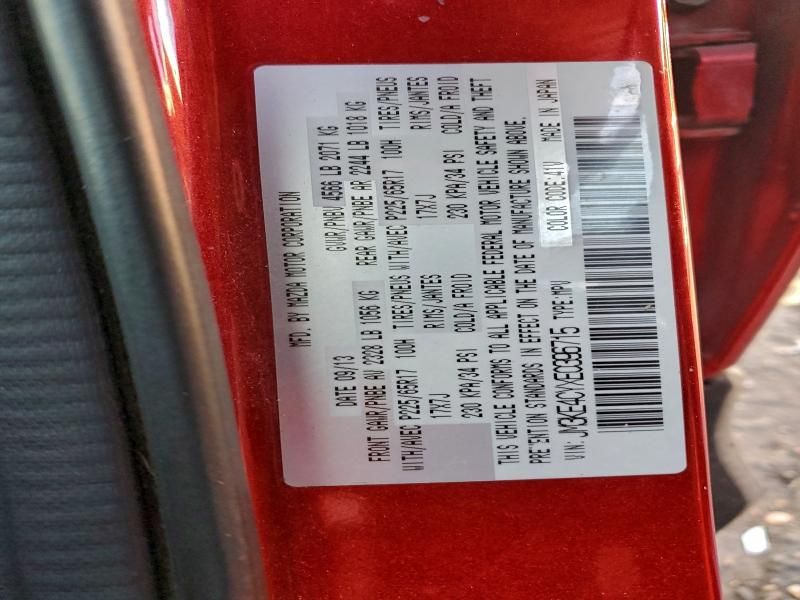 MFD. BY MAZDA MOTOR CORPORATION
DATE 09/13 GVWR/PNBV 4566 LB 2071 KG
FRONT GAWR/PNBE AV 2328 LB 1056 KG REAR GAWR/PNBE AR 2244 LB 1018 KG
WITH/AVEC P225/65R17 100H TIRES/PNEUS WITH/AVEC P225/65R17 100H TIRES/PNEUS
17X7J RIMS/JANTES 17X7J RIMS/JANTES
230 KPA/34 PSI COLD/A FROID 230 KPA/34 PSI COLD/A FROID
THIS VEHICLE CONFORMS TO ALL APPLICABLE FEDERAL MOTOR VEHICLE SAFETY AND THEFT
PREVENTION STANDARDS IN EFFECT ON THE DATE OF MANUFACTURE SHOWN ABOVE.
VIN: TYPE:MPV COLOR CODE:41V MADE IN JAPAN